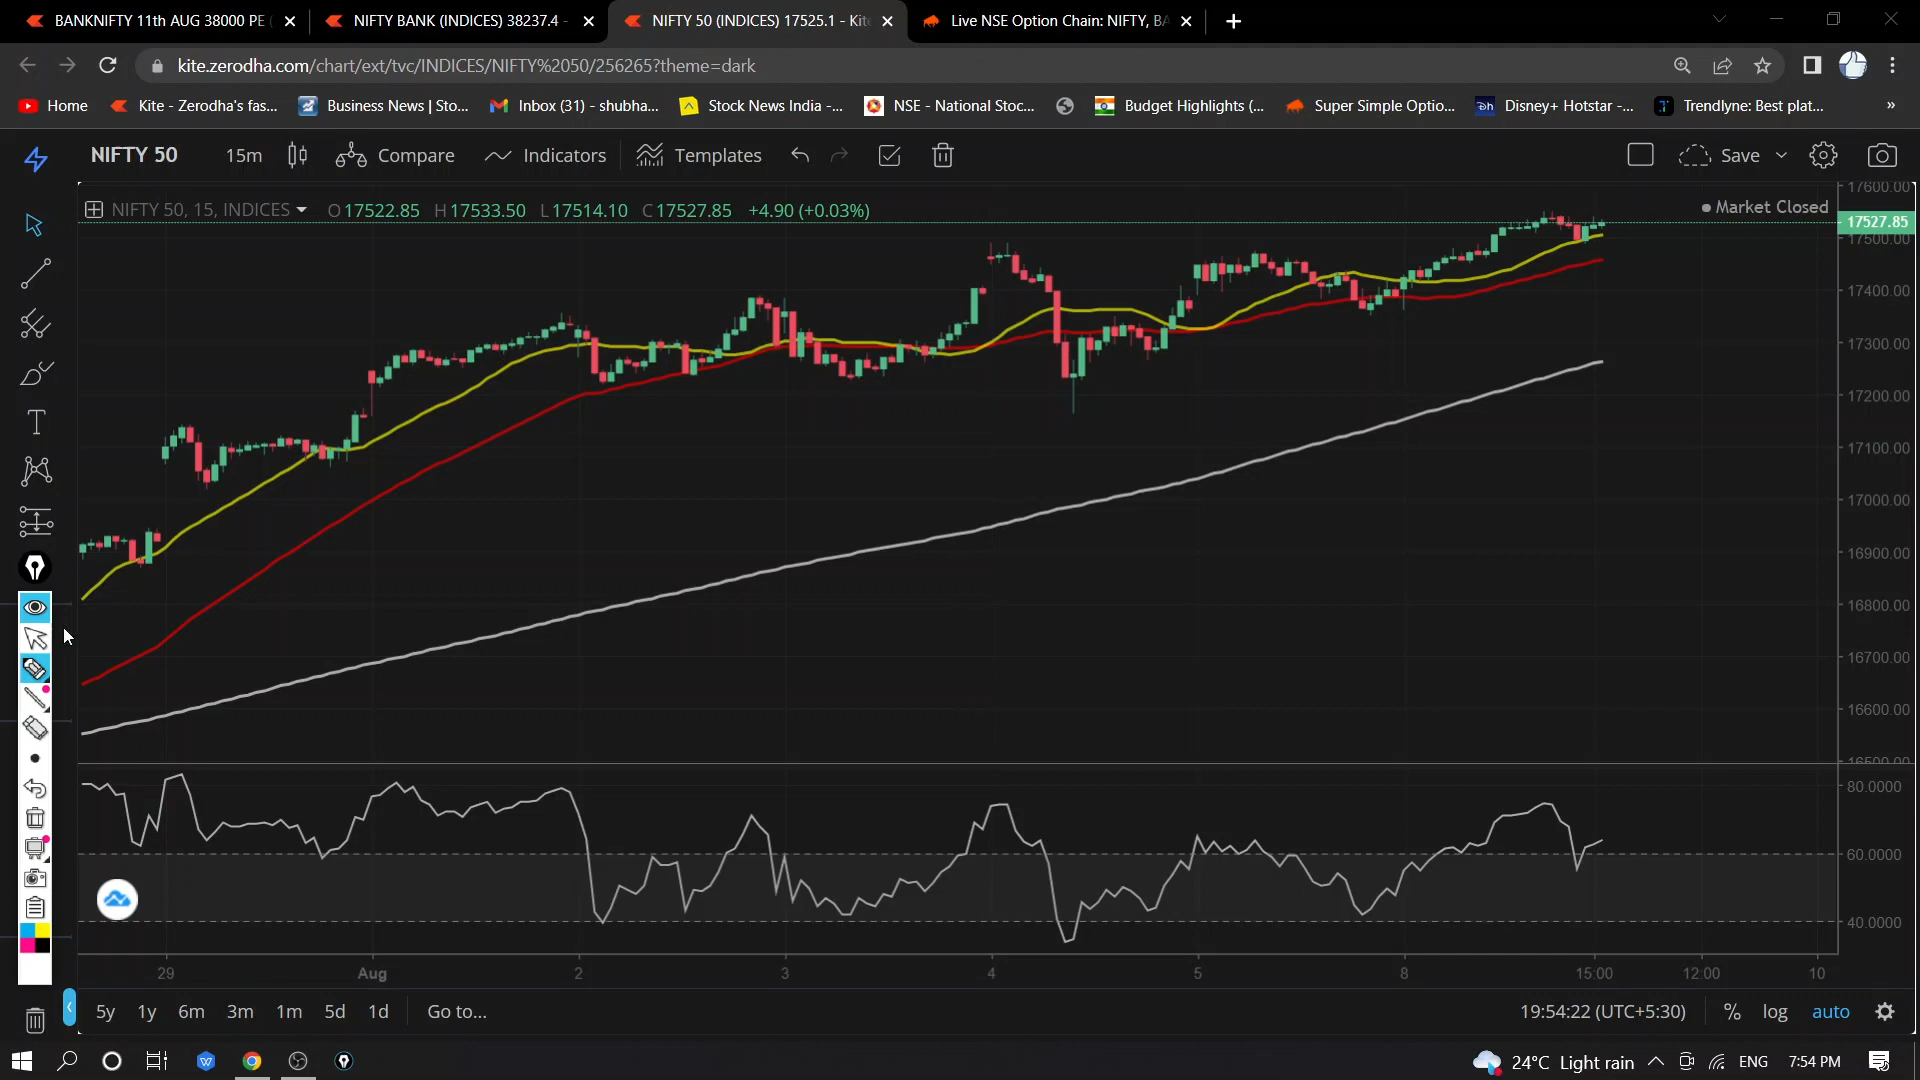 BANKNIFTY 11th AUG 38000 PE (
NIFTY BANK (INDICES) 38237.4 -
NIFTY 50 (INDICES) 17525.1 - Kite
Live NSE Option Chain: NIFTY, BA
kite.zerodha.com/chart/ext/tvc/INDICES/NIFTY%2050/256265?theme=dark
Home
Kite - Zerodha's fas...
Business News | Sto...
Inbox (31) - shubha...
Stock News India -...
NSE - National Stoc...
Budget Highlights (...
Super Simple Optio...
Disney+ Hotstar -...
Trendlyne: Best plat...
»
NIFTY 50
15m
Compare
Indicators
Templates
Save
NIFTY 50, 15, INDICES
O 17522.85 H 17533.50 L 17514.10 C 17527.85 +4.90 (+0.03%)
Market Closed
17600.00
17527.85
17500.00
17400.00
17300.00
17200.00
17100.00
17000.00
16900.00
16800.00
16700.00
16600.00
16500.00
80.0000
60.0000
40.0000
29 Aug 2 3 4 5 8 15:00 12:00 10
5y 1y 6m 3m 1m 5d 1d Go to...
19:54:22 (UTC+5:30) % log auto
24°C Light rain
ENG
7:54 PM